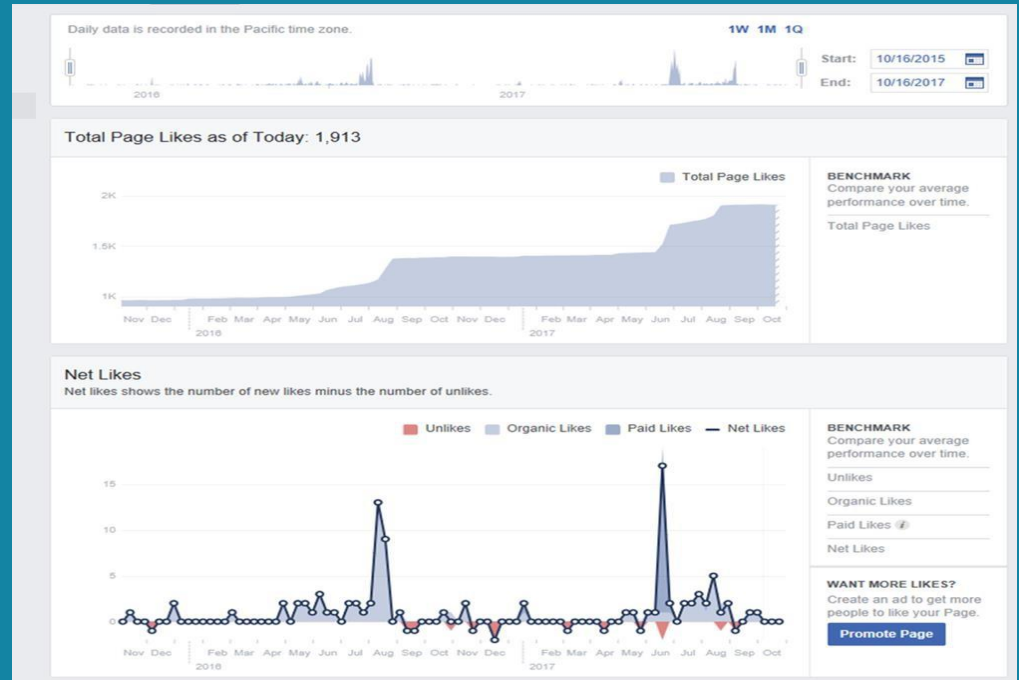 Daily data is recorded in the Pacific time zone.
1W 1M 1Q
Start: 10/16/2015
End: 10/16/2017
2016 2017
Total Page Likes as of Today: 1,913
Total Page Likes
2K
1.5K
1K
Nov Dec Feb Mar Apr May Jun Jul Aug Sep Oct Nov Dec Feb Mar Apr May Jun Jul Aug Sep Oct
2016 2017
BENCHMARK
Compare your average
performance over time.
Total Page Likes
Net Likes
Net likes shows the number of new likes minus the number of unlikes.
Unlikes Organic Likes Paid Likes Net Likes
15
10
5
0
Nov Dec Feb Mar Apr May Jun Jul Aug Sep Oct Nov Dec Feb Mar Apr May Jun Jul Aug Sep Oct
2016 2017
BENCHMARK
Compare your average
performance over time.
Unlikes
Organic Likes
Paid Likes i
Net Likes
WANT MORE LIKES?
Create an ad to get more
people to like your Page.
Promote Page